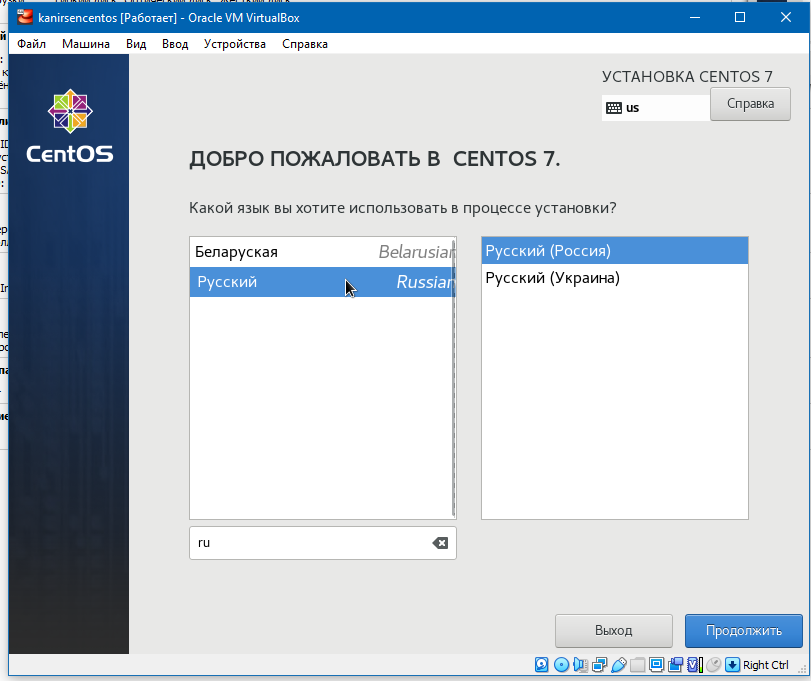 kanirsencentos [Работает] - Oracle VM VirtualBox
Файл Машина Вид Ввод Устройства Справка
УСТАНОВКА CENTOS 7
us Справка
CentOS
ДОБРО ПОЖАЛОВАТЬ В CENTOS 7.
Какой язык вы хотите использовать в процессе установки?
Беларуская Belarusian
Русский Russian
Русский (Россия)
Русский (Украина)
ru
Выход Продолжить
Right Ctrl